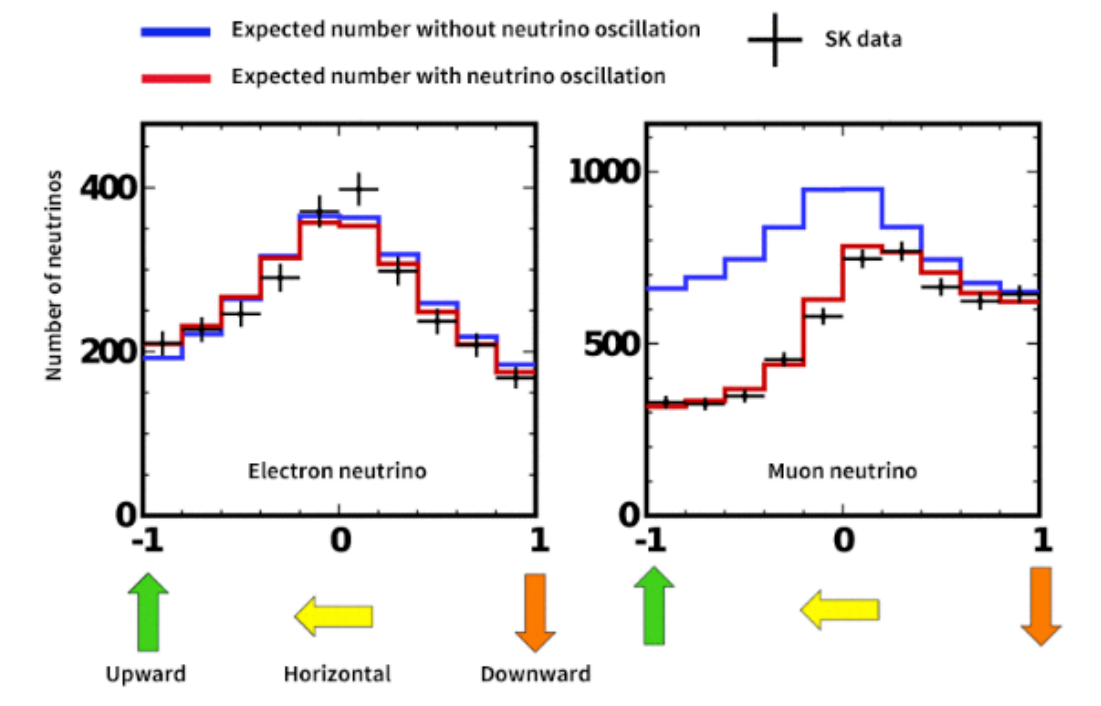 Expected number without neutrino oscillation
SK data
Expected number with neutrino oscillation
Number of neutrinos
400
200
0
-1
0
1
Electron neutrino
1000
500
0
-1
0
1
Muon neutrino
Upward
Horizontal
Downward